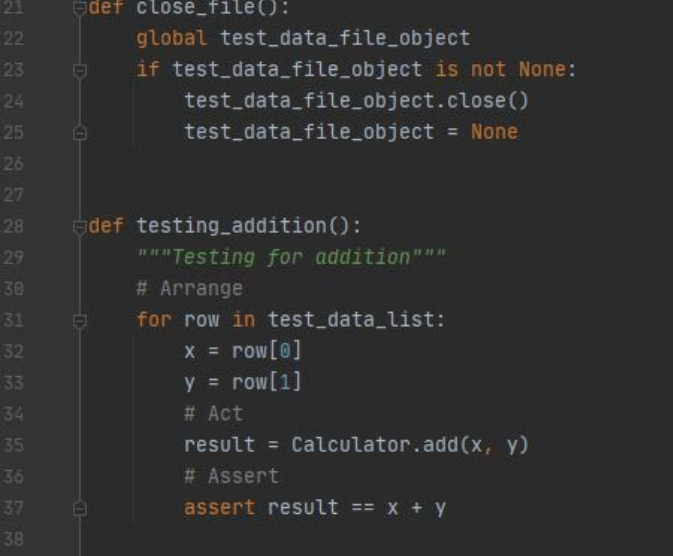 21 def close_file():
22     global test_data_file_object
23     if test_data_file_object is not None:
24         test_data_file_object.close()
25         test_data_file_object = None
26
27
28 def testing_addition():
29     """Testing for addition"""
30     # Arrange
31     for row in test_data_list:
32         x = row[0]
33         y = row[1]
34         # Act
35         result = Calculator.add(x, y)
36         # Assert
37         assert result == x + y
38